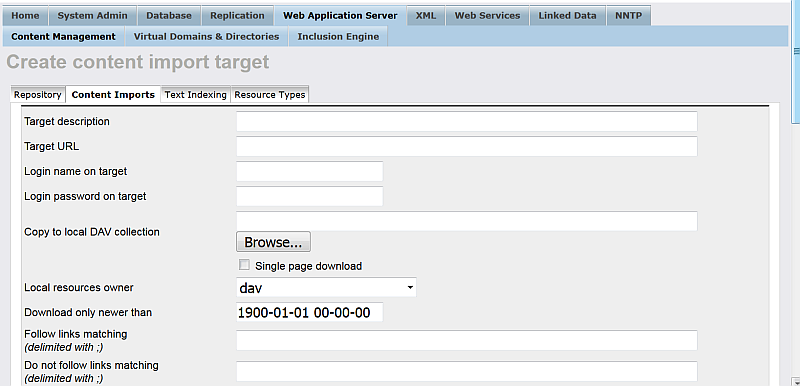 Home System Admin Database Replication Web Application Server XML Web Services Linked Data NNTP
Content Management Virtual Domains & Directories Inclusion Engine
Create content import target
Repository Content Imports Text Indexing Resource Types
Target description
Target URL
Login name on target
Login password on target
Copy to local DAV collection
Browse...
Single page download
Local resources owner dav
Download only newer than 1900-01-01 00-00-00
Follow links matching
(delimited with ;)
Do not follow links matching
(delimited with ;)